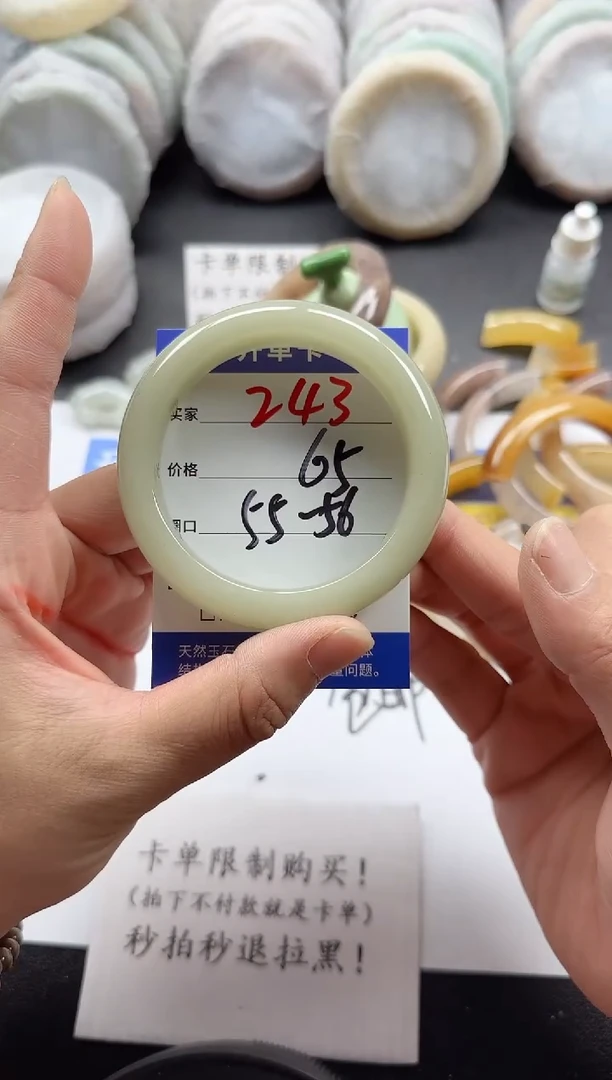 卡单限制
开单卡
买家 243
价格 65
圈口 55-56
天然玉石
问题。
卡单限制购买！
（拍下不付款就是卡单）
秒拍秒退拉黑！